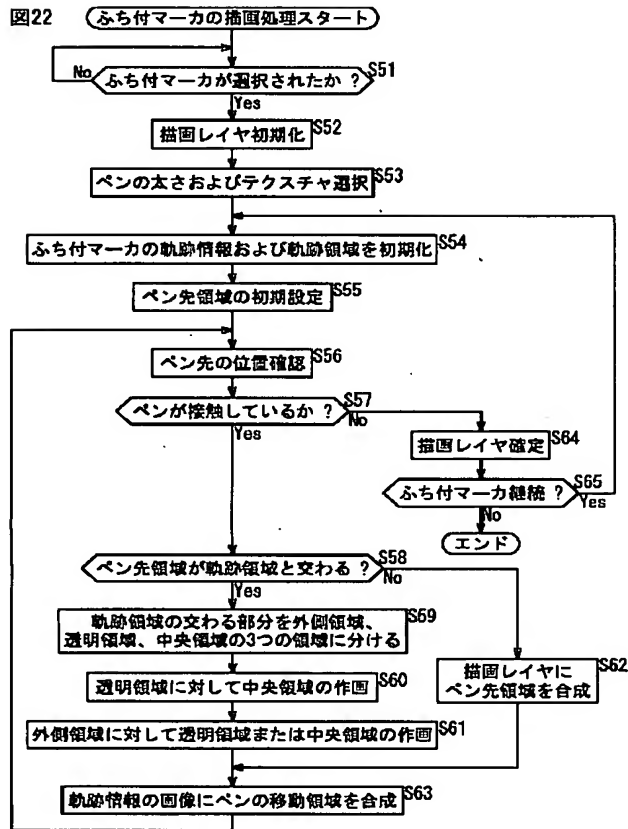 図22
ふち付マーカの描画処理スタート
ふち付マーカが選択されたか ?
S51
No
Yes
描画レイヤ初期化
S52
ペンの太さおよびテクスチャ選択
S53
ふち付マーカの軌跡情報および軌跡領域を初期化
S54
ペン先領域の初期設定
S55
ペン先の位置確認
S56
ペンが接触しているか ?
S57
No
Yes
描画レイヤ確定
S64
ふち付マーカ継続 ?
S65
Yes
No
エンド
ペン先領域が軌跡領域と交わる ?
S58
No
Yes
軌跡領域の交わる部分を外側領域、
透明領域、中央領域の3つの領域に分ける
S59
透明領域に対して中央領域の作画
S60
描画レイヤに
ペン先領域を合成
S62
外側領域に対して透明領域または中央領域の作画
S61
軌跡情報の画像にペンの移動領域を合成
S63